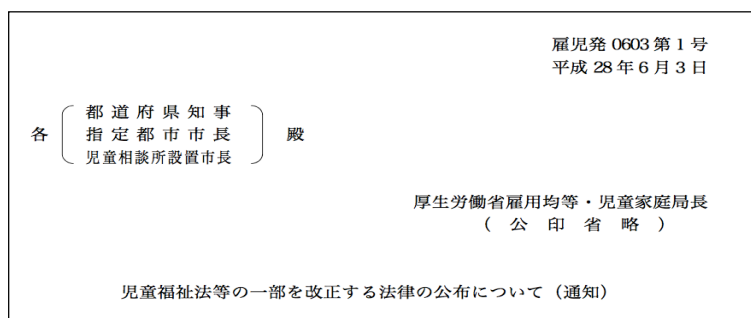 雇児発 0603 第 1 号
平成 28 年 6 月 3 日
都 道 府 県 知 事
各 指 定 都 市 市 長 殿
児童相談所設置市長
厚生労働省雇用均等・児童家庭局長
（ 公 印 省 略 ）
児童福祉法等の一部を改正する法律の公布について（通知）